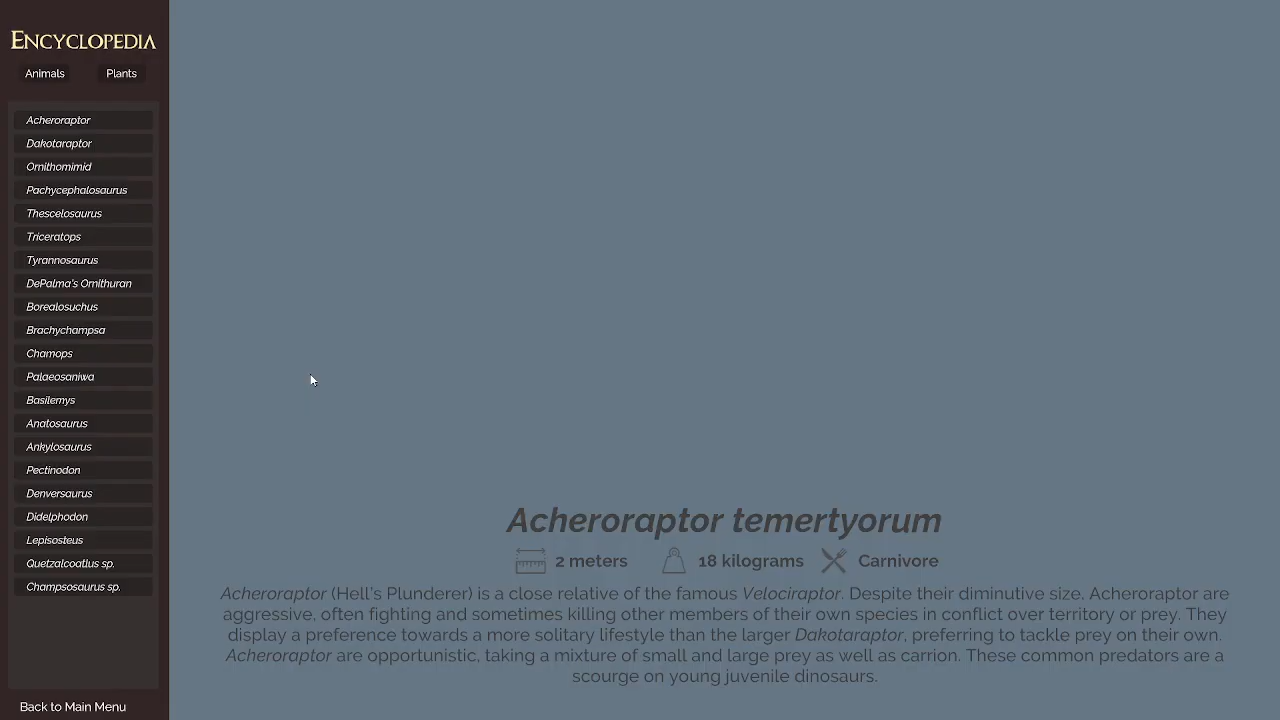 ENCYCLOPEDIA
Animals Plants
Acheroraptor
Dakotaraptor
Ornithomimid
Pachycephalosaurus
Thescelosaurus
Triceratops
Tyrannosaurus
DePalma's Ornithuran
Borealosuchus
Brachychampsa
Chamops
Palaeosaniwa
Basilemys
Anatosaurus
Ankylosaurus
Pectinodon
Denversaurus
Didelphodon
Lepisosteus
Quetzalcoatlus sp.
Champsosaurus sp.
Back to Main Menu
Acheroraptor temertyorum
2 meters 18 kilograms Carnivore
Acheroraptor (Hell's Plunderer) is a close relative of the famous Velociraptor. Despite their diminutive size. Acheroraptor are
aggressive, often fighting and sometimes killing other members of their own species in conflict over territory or prey. They
display a preference towards a more solitary lifestyle than the larger Dakotaraptor, preferring to tackle prey on their own.
Acheroraptor are opportunistic, taking a mixture of small and large prey as well as carrion. These common predators are a
scourge on young juvenile dinosaurs.